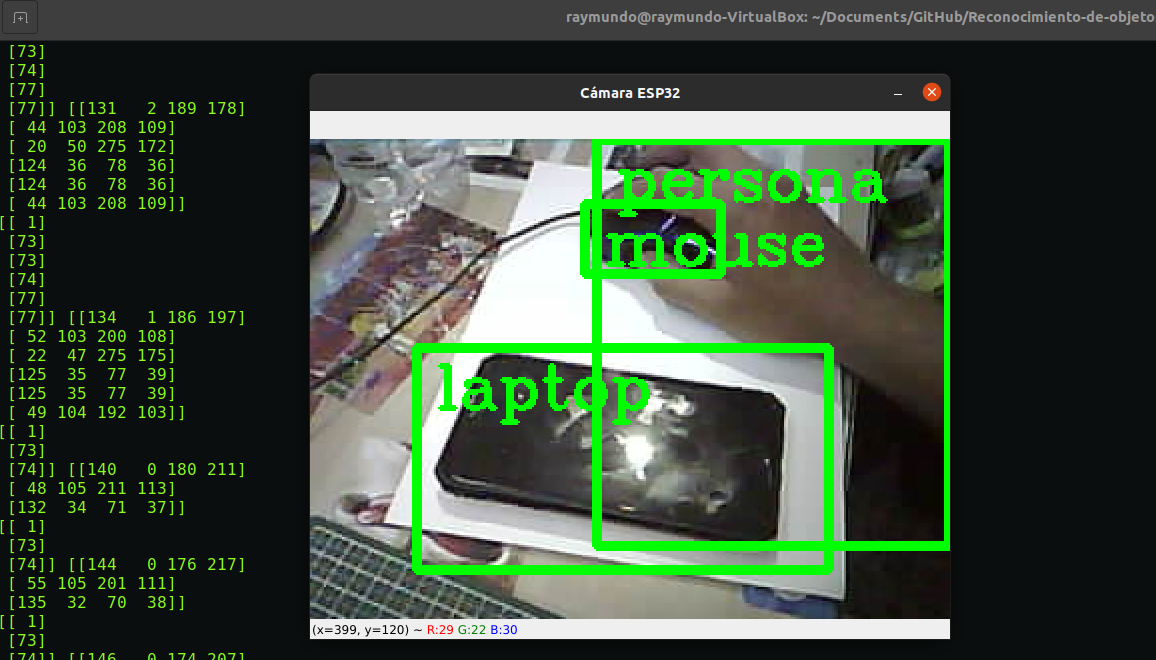 raymundo@raymundo-VirtualBox: ~/Documents/GitHub/Reconocimiento-de-objeto
[73]
[74]
[77]
[77]] [[131   2 189 178]
[ 44 103 208 109]
[ 20  50 275 172]
[124  36  78  36]
[124  36  78  36]
[ 44 103 208 109]]
[[ 1]
[73]
[73]
[74]
[77]
[77]] [[134   1 186 197]
[ 52 103 200 108]
[ 22  47 275 175]
[125  35  77  39]
[125  35  77  39]
[ 49 104 192 103]]
[[ 1]
[73]
[74]] [[140   0 180 211]
[ 48 105 211 113]
[132  34  71  37]]
[[ 1]
[73]
[74]] [[144   0 176 217]
[ 55 105 201 111]
[135  32  70  38]]
[[ 1]
[73]
[74]] [[146   0 174 207]
Cámara ESP32
persona
mouse
laptop
(x=399, y=120) ~ R:29 G:22 B:30